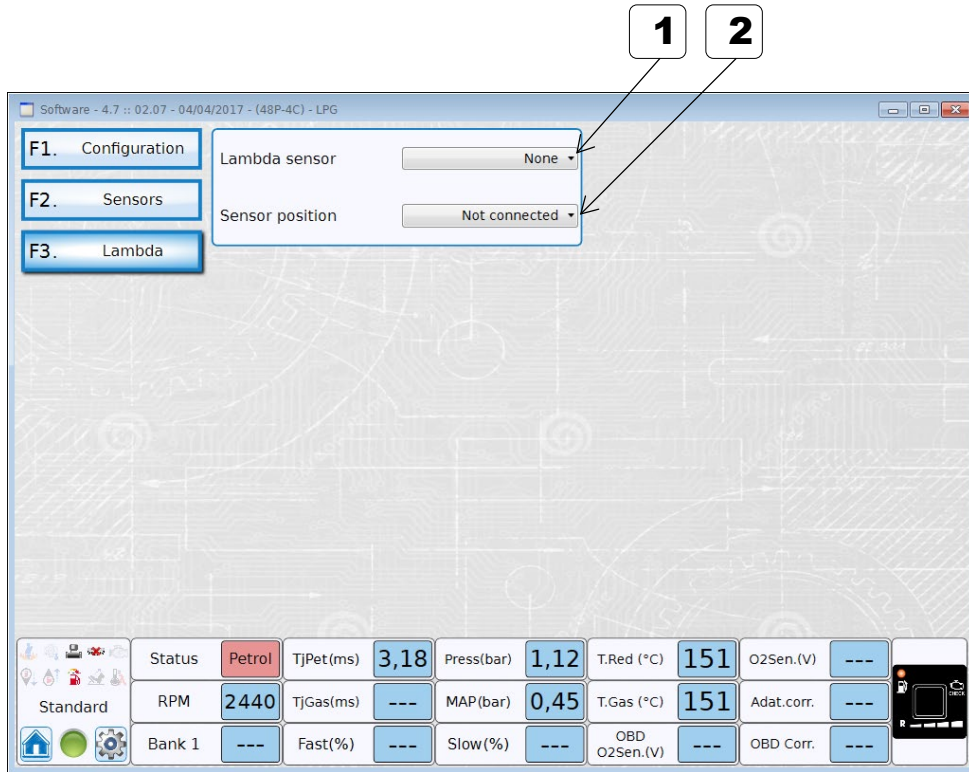 1 2
Software - 4.7 :: 02.07 - 04/04/2017 - (48P-4C) - LPG
F1. Configuration
Lambda sensor None
F2. Sensors
Sensor position Not connected
F3. Lambda
Status Petrol TjPet(ms) 3,18 Press(bar) 1,12 T.Red (°C) 151 O2Sen.(V) ---
Standard RPM 2440 TjGas(ms) --- MAP(bar) 0,45 T.Gas (°C) 151 Adat.corr. ---
CHECK
R
Bank 1 --- Fast(%) --- Slow(%) --- OBD
O2Sen.(V) --- OBD Corr. ---